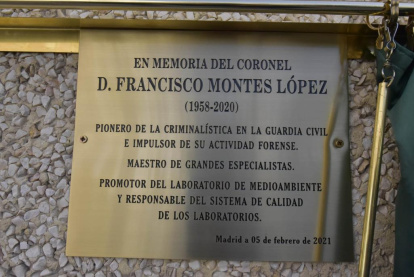 EN MEMORIA DEL CORONEL
D. FRANCISCO MONTES LÓPEZ
(1958-2020)
PIONERO DE LA CRIMINALÍSTICA EN LA GUARDIA CIVIL
E IMPULSOR DE SU ACTIVIDAD FORENSE.
MAESTRO DE GRANDES ESPECIALISTAS.
PROMOTOR DEL LABORATORIO DE MEDIOAMBIENTE
Y RESPONSABLE DEL SISTEMA DE CALIDAD
DE LOS LABORATORIOS.
Madrid a 05 de febrero de 2021